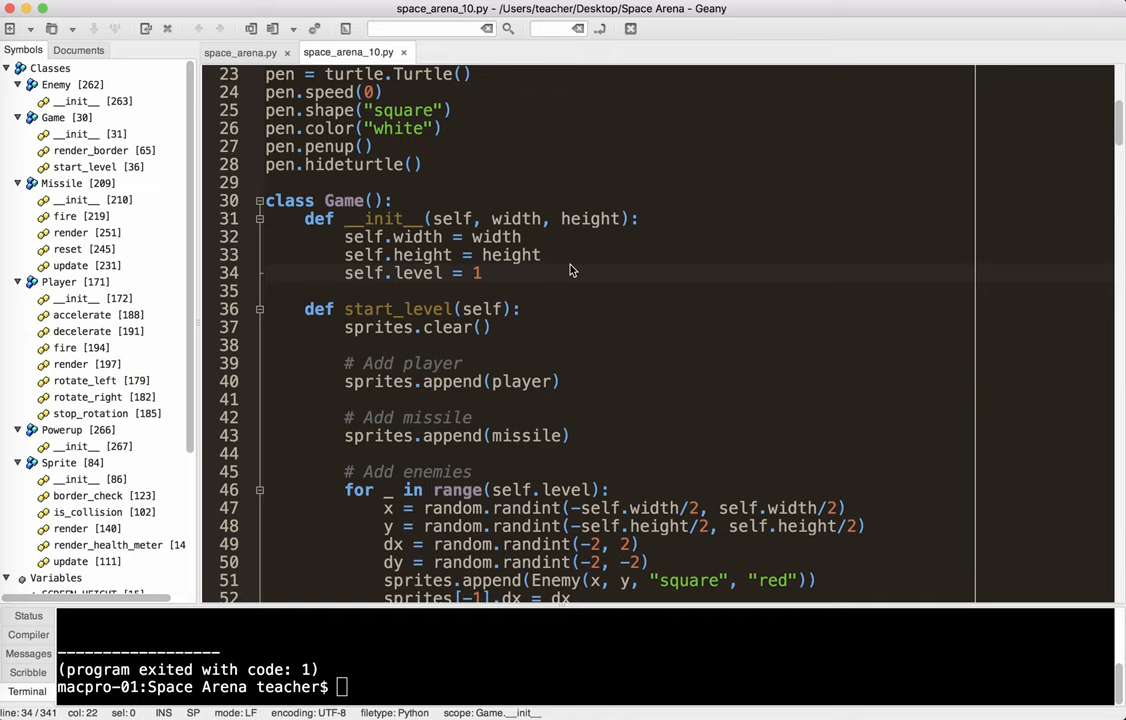 space_arena_10.py - /Users/teacher/Desktop/Space Arena - Geany
Symbols Documents
space_arena.py
space_arena_10.py
Classes
Enemy [262]
__init__ [263]
Game [30]
__init__ [31]
render_border [65]
start_level [36]
Missile [209]
__init__ [210]
fire [219]
render [251]
reset [245]
update [231]
Player [171]
__init__ [172]
accelerate [188]
decelerate [191]
fire [194]
render [197]
rotate_left [179]
rotate_right [182]
stop_rotation [185]
Powerup [266]
__init__ [267]
Sprite [84]
__init__ [86]
border_check [123]
is_collision [102]
render [140]
render_health_meter [14
update [111]
Variables
SCREEN_HEIGHT [15]
23 pen = turtle.Turtle()
24 pen.speed(0)
25 pen.shape("square")
26 pen.color("white")
27 pen.penup()
28 pen.hideturtle()
29
30 class Game():
31 def __init__(self, width, height):
32 self.width = width
33 self.height = height
34 self.level = 1
35
36 def start_level(self):
37 sprites.clear()
38
39 # Add player
40 sprites.append(player)
41
42 # Add missile
43 sprites.append(missile)
44
45 # Add enemies
46 for _ in range(self.level):
47 x = random.randint(-self.width/2, self.width/2)
48 y = random.randint(-self.height/2, self.height/2)
49 dx = random.randint(-2, 2)
50 dy = random.randint(-2, -2)
51 sprites.append(Enemy(x, y, "square", "red"))
52 sprites[-1].dx = dx
Status
Compiler
Messages
Scribble
Terminal
------------------
(program exited with code: 1)
macpro-01:Space Arena teacher$
line: 34 / 341 col: 22 sel: 0 INS SP mode: LF encoding: UTF-8 filetype: Python scope: Game.__init__